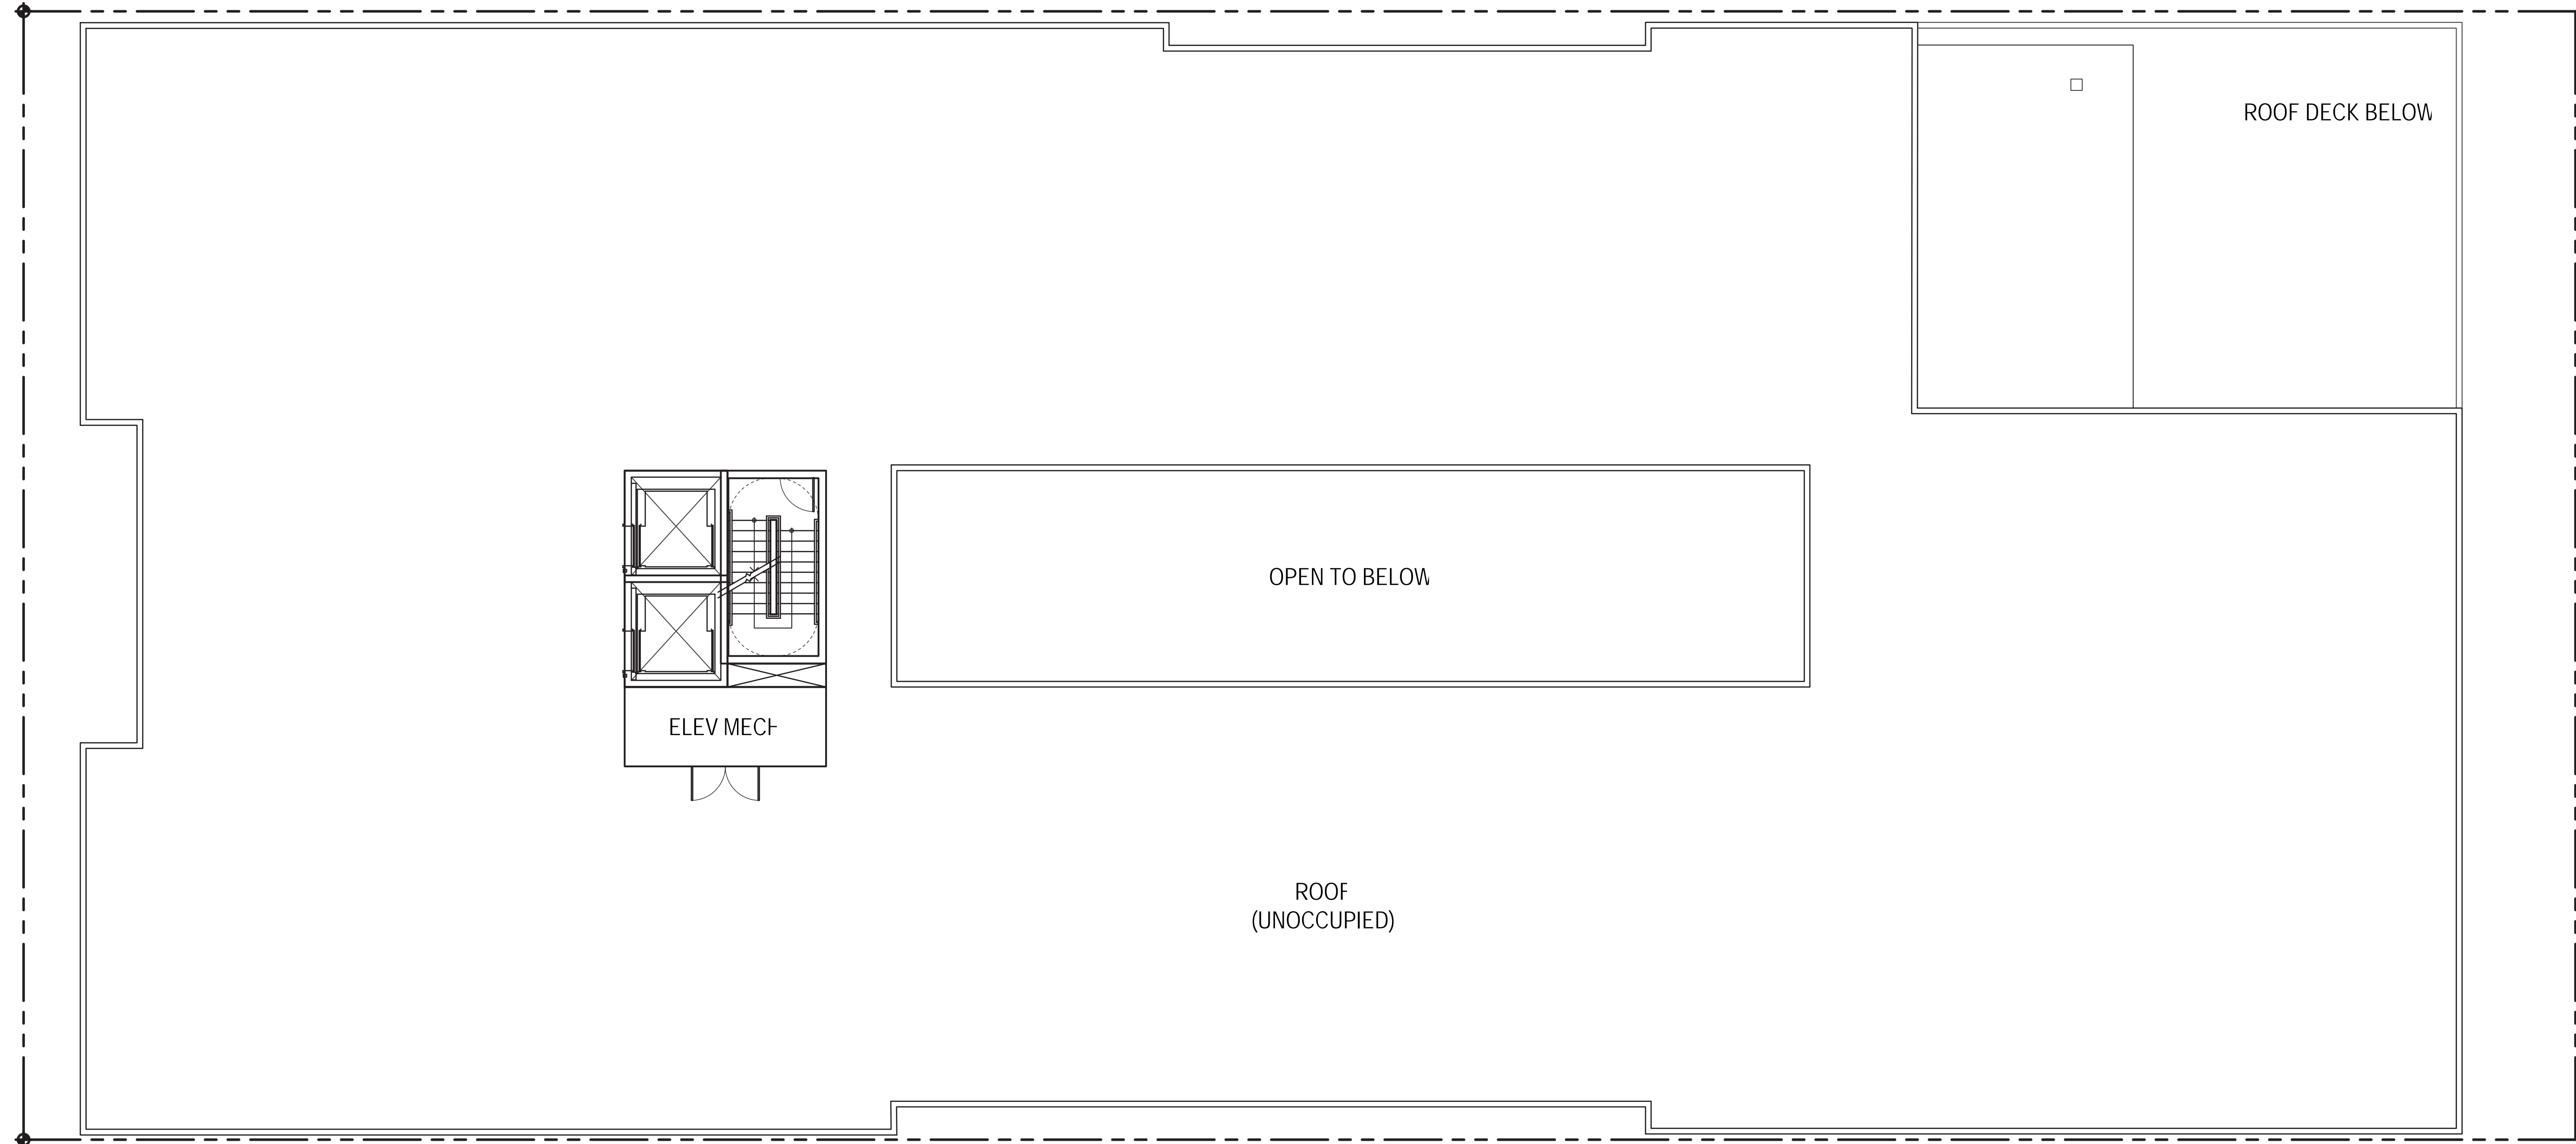 ROOF DECK BELOW
OPEN TO BELOW
ELEV MECH
ROOF
(UNOCCUPIED)